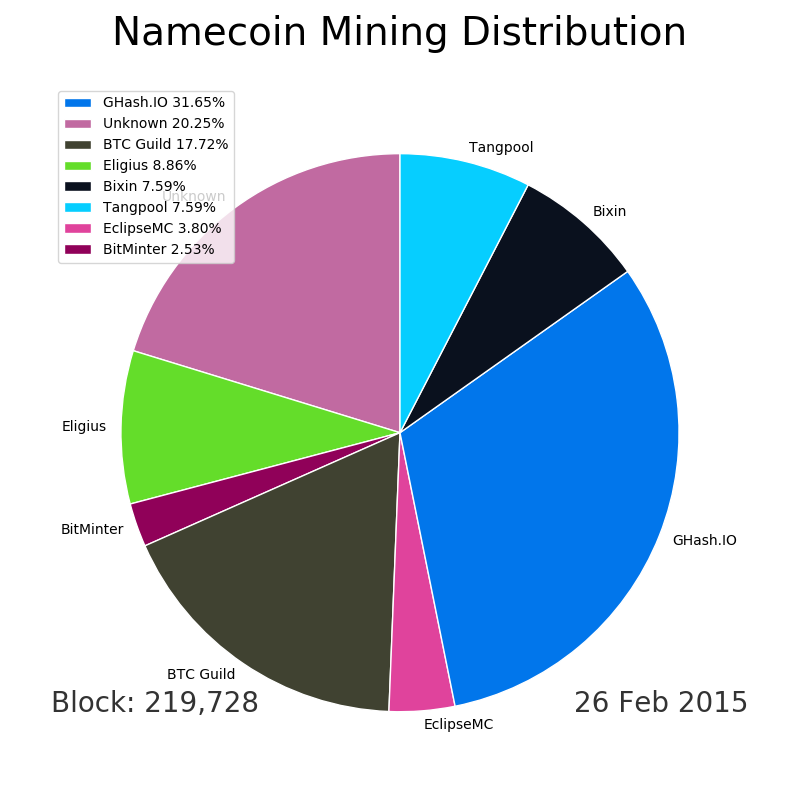 Namecoin Mining Distribution
GHash.IO 31.65%
Unknown 20.25%
BTC Guild 17.72%
Eligius 8.86%
Bixin 7.59%
Tangpool 7.59%
EclipseMC 3.80%
BitMinter 2.53%
Tangpool
Unknown
Bixin
Eligius
BitMinter
GHash.IO
BTC Guild
Block: 219,728
26 Feb 2015
EclipseMC